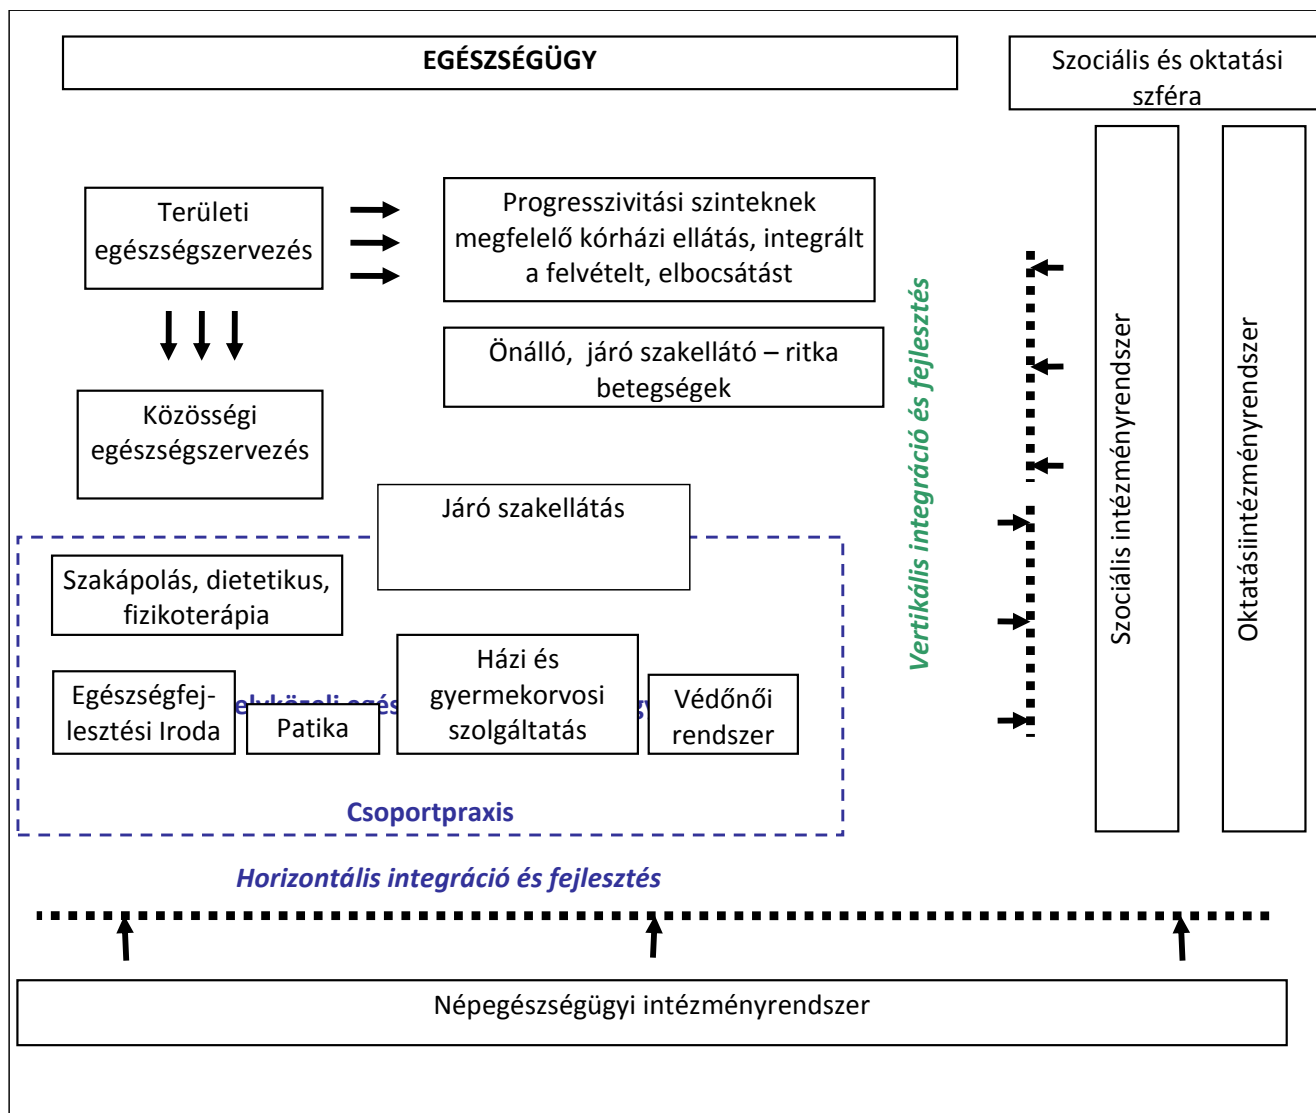 EGÉSZSÉGÜGY
Szociális és oktatási
szféra
Területi
egészségszervezés
Progresszivitási szinteknek
megfelelő kórházi ellátás, integrált
a felvételt, elbocsátást
Önálló, járó szakellátó – ritka
betegségek
Közösségi
egészségszervezés
Járó szakellátás
Szakápolás, dietetikus,
fizikoterápia
Egészségfej-
lesztési Iroda
Patika
Házi és
gyermekorvosi
szolgáltatás
Védőnői
rendszer
Csoportpraxis
Vertikális integráció és fejlesztés
Szociális intézményrendszer
Oktatásiintézményrendszer
Horizontális integráció és fejlesztés
Népegészségügyi intézményrendszer